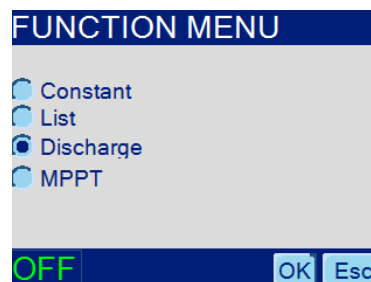 FUNCTION MENU
Constant
List
Discharge
MPPT
OFF OK Esc